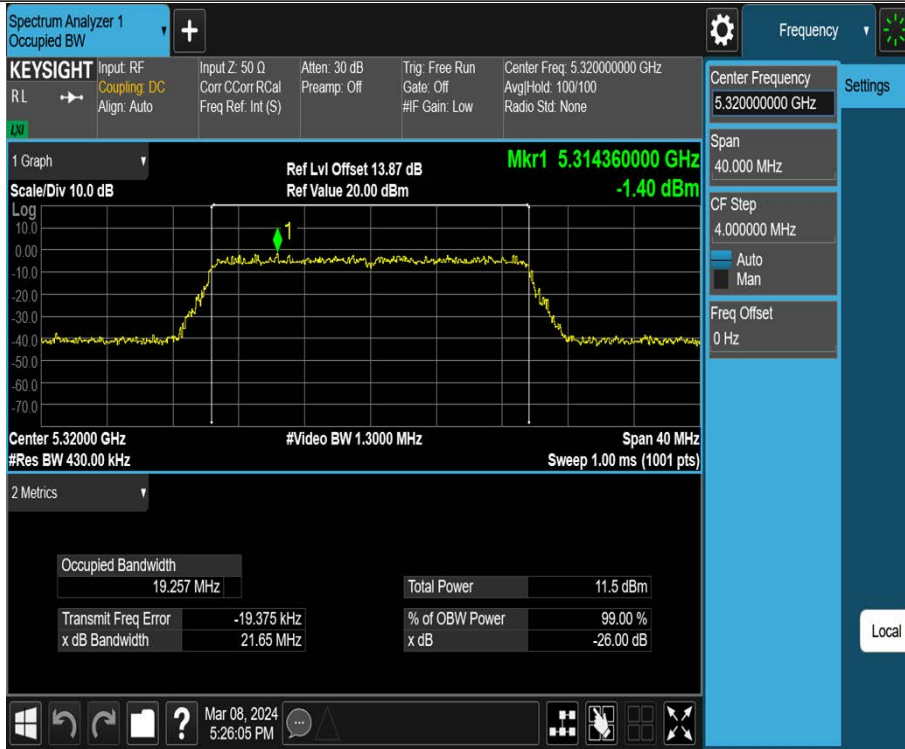 Spectrum Analyzer 1
Occupied BW
+
Frequency
KEYSIGHT
R L
LXI
Input: RF
Coupling: DC
Align: Auto
Input Z: 50 Ω
Corr CCorr RCal
Freq Ref: Int (S)
Atten: 30 dB
Preamp: Off
Trig: Free Run
Gate: Off
#IF Gain: Low
Center Freq: 5.320000000 GHz
Avg|Hold: 100/100
Radio Std: None
Center Frequency
5.320000000 GHz
Settings
Span
40.000 MHz
CF Step
4.000000 MHz
Auto
Man
Freq Offset
0 Hz
Local
1 Graph
Scale/Div 10.0 dB
Ref Lvl Offset 13.87 dB
Ref Value 20.00 dBm
Mkr1 5.314360000 GHz
-1.40 dBm
Log
10.0
0.00
-10.0
-20.0
-30.0
-40.0
-50.0
-60.0
-70.0
1
Center 5.32000 GHz
#Video BW 1.3000 MHz
Span 40 MHz
#Res BW 430.00 kHz
Sweep 1.00 ms (1001 pts)
2 Metrics
Occupied Bandwidth
19.257 MHz
Total Power 11.5 dBm
Transmit Freq Error -19.375 kHz
% of OBW Power 99.00 %
x dB Bandwidth 21.65 MHz
x dB -26.00 dB
?
Mar 08, 2024
5:26:05 PM